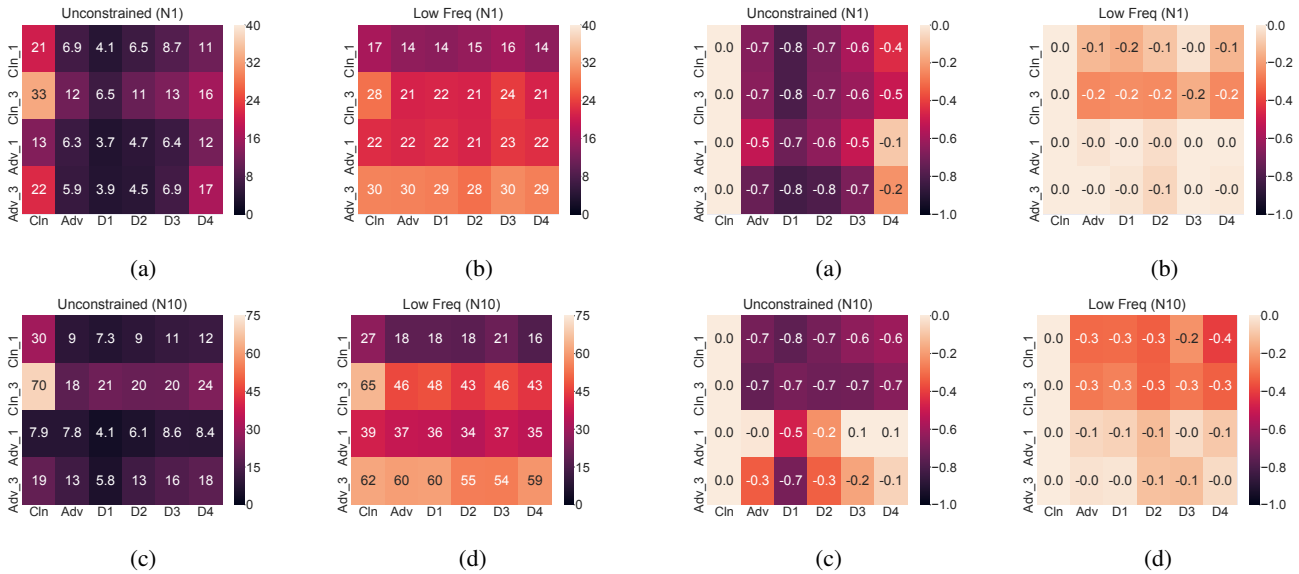 Unconstrained (N1)
Cln_1 21 6.9 4.1 6.5 8.7 11
Cln_3 33 12 6.5 11 13 16
Adv_1 13 6.3 3.7 4.7 6.4 12
Adv_3 22 5.9 3.9 4.5 6.9 17
Cln Adv D1 D2 D3 D4
40
32
24
16
8
0
(a)
Low Freq (N1)
Cln_1 17 14 14 15 16 14
Cln_3 28 21 22 21 24 21
Adv_1 22 22 22 21 23 22
Adv_3 30 30 29 28 30 29
Cln Adv D1 D2 D3 D4
40
32
24
16
8
0
(b)
Unconstrained (N1)
Cln_1 0.0 -0.7 -0.8 -0.7 -0.6 -0.4
Cln_3 0.0 -0.7 -0.8 -0.7 -0.6 -0.5
Adv_1 0.0 -0.5 -0.7 -0.6 -0.5 -0.1
Adv_3 0.0 -0.7 -0.8 -0.8 -0.7 -0.2
Cln Adv D1 D2 D3 D4
−0.0
−0.2
−0.4
−0.6
−0.8
−1.0
(a)
Low Freq (N1)
Cln_1 0.0 -0.1 -0.2 -0.1 -0.0 -0.1
Cln_3 0.0 -0.2 -0.2 -0.2 -0.2 -0.2
Adv_1 0.0 -0.0 -0.0 -0.0 0.0 0.0
Adv_3 0.0 -0.0 -0.0 -0.1 -0.0 -0.0
Cln Adv D1 D2 D3 D4
−0.0
−0.2
−0.4
−0.6
−0.8
−1.0
(b)
Unconstrained (N10)
Cln_1 30 9 7.3 9 11 12
Cln_3 70 18 21 20 20 24
Adv_1 7.9 7.8 4.1 6.1 8.6 8.4
Adv_3 19 13 5.8 13 16 18
Cln Adv D1 D2 D3 D4
75
60
45
30
15
0
(c)
Low Freq (N10)
Cln_1 27 18 18 18 21 16
Cln_3 65 46 48 43 46 43
Adv_1 39 37 36 34 37 35
Adv_3 62 60 60 55 54 59
Cln Adv D1 D2 D3 D4
75
60
45
30
15
0
(d)
Unconstrained (N10)
Cln_1 0.0 -0.7 -0.8 -0.7 -0.6 -0.6
Cln_3 0.0 -0.7 -0.7 -0.7 -0.7 -0.7
Adv_1 0.0 -0.0 -0.5 -0.2 0.1 0.1
Adv_3 0.0 -0.3 -0.7 -0.3 -0.2 -0.1
Cln Adv D1 D2 D3 D4
−0.0
−0.2
−0.4
−0.6
−0.8
−1.0
(c)
Low Freq (N10)
Cln_1 0.0 -0.3 -0.3 -0.3 -0.2 -0.4
Cln_3 0.0 -0.3 -0.3 -0.3 -0.3 -0.3
Adv_1 0.0 -0.1 -0.1 -0.1 -0.0 -0.1
Adv_3 0.0 -0.0 -0.0 -0.1 -0.1 -0.0
Cln Adv D1 D2 D3 D4
−0.0
−0.2
−0.4
−0.6
−0.8
−1.0
(d)